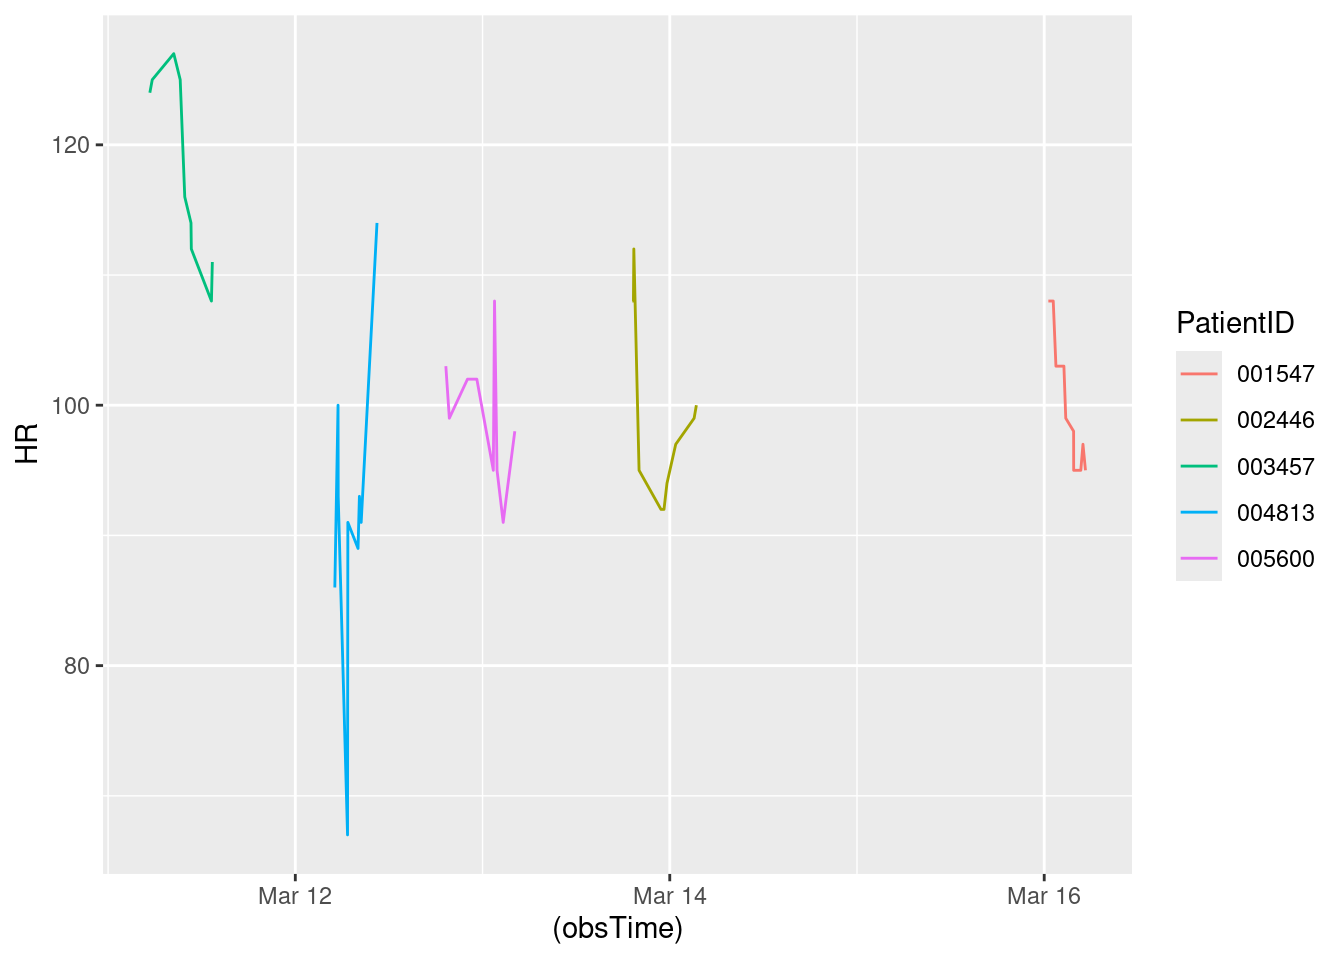 120
100
80
HR
Mar 12
Mar 14
Mar 16
(obsTime)
PatientID
001547
002446
003457
004813
005600